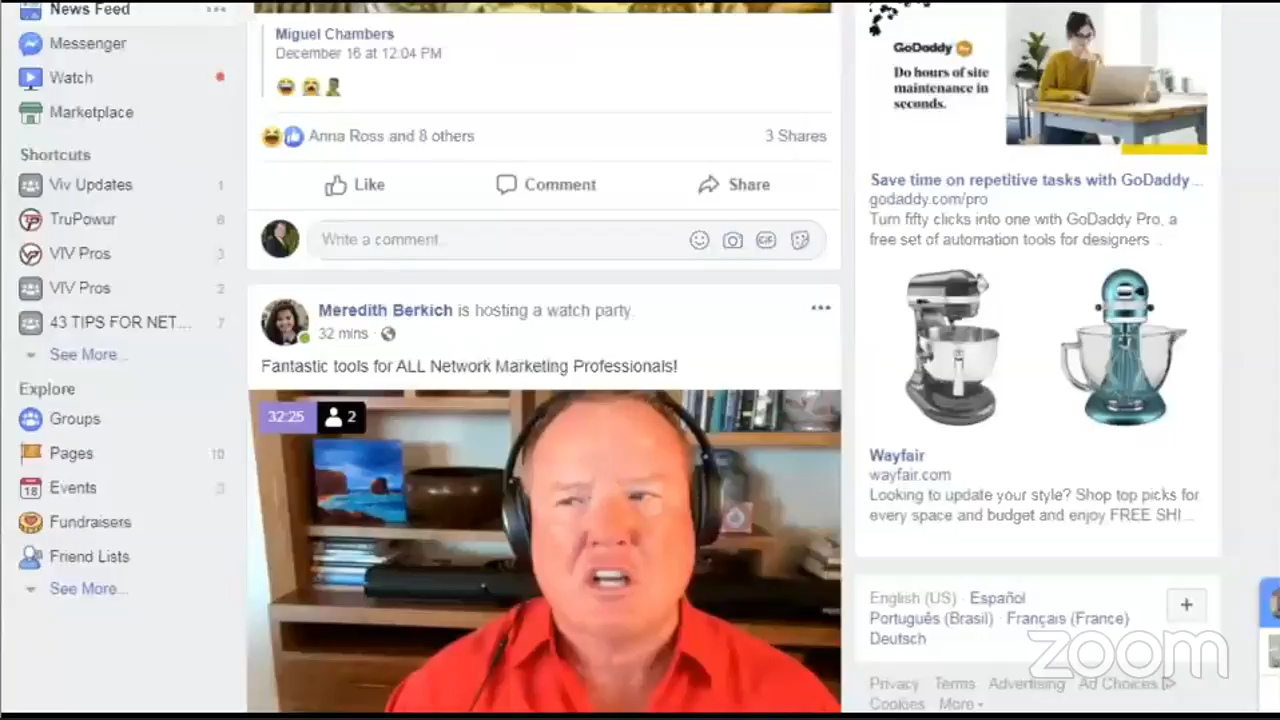 News Feed
Messenger
Watch
Marketplace
Shortcuts
Viv Updates 1
TruPowur 6
VIV Pros 3
VIV Pros 2
43 TIPS FOR NET... 7
See More...
Explore
Groups
Pages 10
18 Events 3
Fundraisers
Friend Lists
See More...
Miguel Chambers
December 16 at 12:04 PM
Anna Ross and 8 others 3 Shares
Like Comment Share
Write a comment... GIF
Meredith Berkich is hosting a watch party.
32 mins ·
Fantastic tools for ALL Network Marketing Professionals!
32:25 2
GoDaddy
Do hours of site
maintenance in
seconds.
Save time on repetitive tasks with GoDaddy ...
godaddy.com/pro
Turn fifty clicks into one with GoDaddy Pro, a
free set of automation tools for designers ...
Wayfair
wayfair.com
Looking to update your style? Shop top picks for
every space and budget and enjoy FREE SHI...
English (US) · Español
Português (Brasil) · Français (France)
Deutsch
Privacy Terms Advertising Ad Choices
Cookies More
zoom